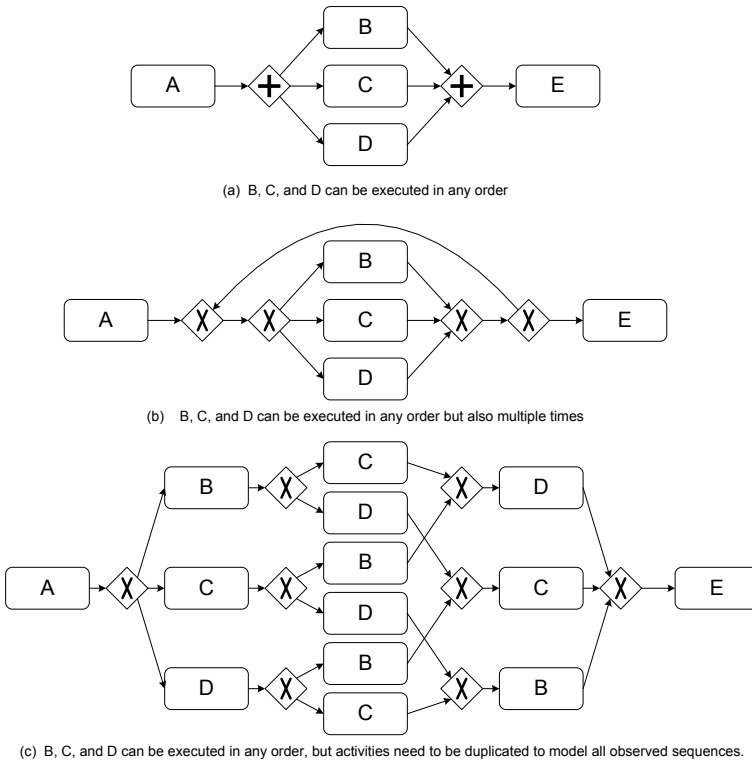 B
A
C
E
D
(a) B, C, and D can be executed in any order
B
A
C
E
D
(b) B, C, and D can be executed in any order but also multiple times
C
B
D
D
B
A
C
C
E
D
B
D
B
C
(c) B, C, and D can be executed in any order, but activities need to be duplicated to model all observed sequences.